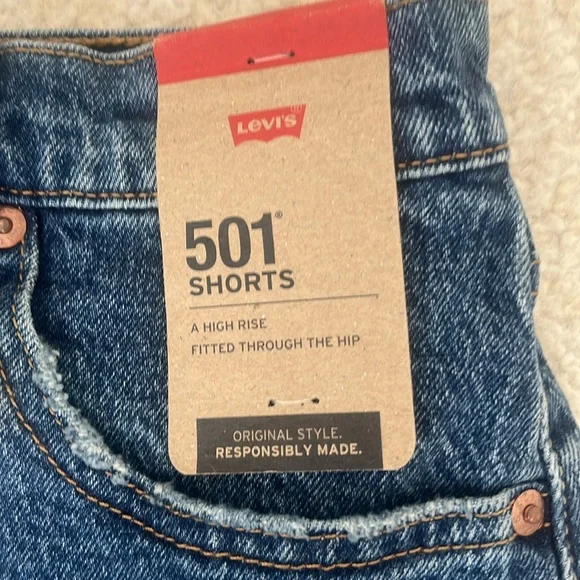 Levi's
501®
SHORTS
A HIGH RISE
FITTED THROUGH THE HIP
ORIGINAL STYLE.
RESPONSIBLY MADE.